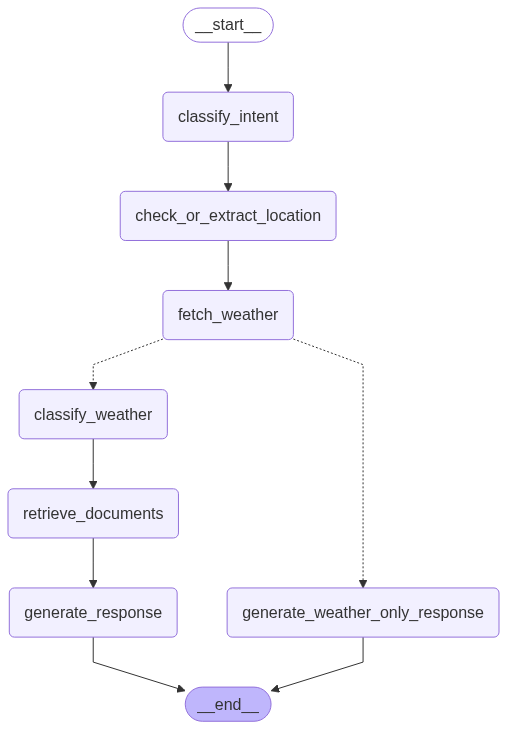 __start__
classify_intent
check_or_extract_location
fetch_weather
classify_weather
retrieve_documents
generate_response
generate_weather_only_response
__end__